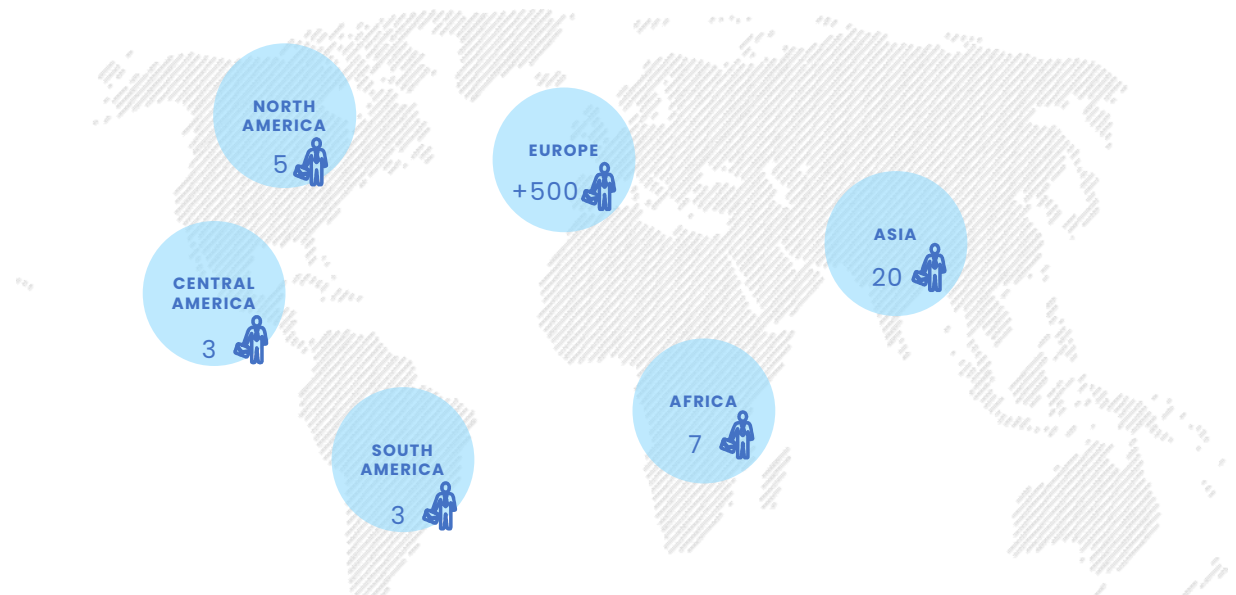 NORTH
AMERICA
5
EUROPE
+500
ASIA
20
CENTRAL
AMERICA
3
AFRICA
7
SOUTH
AMERICA
3